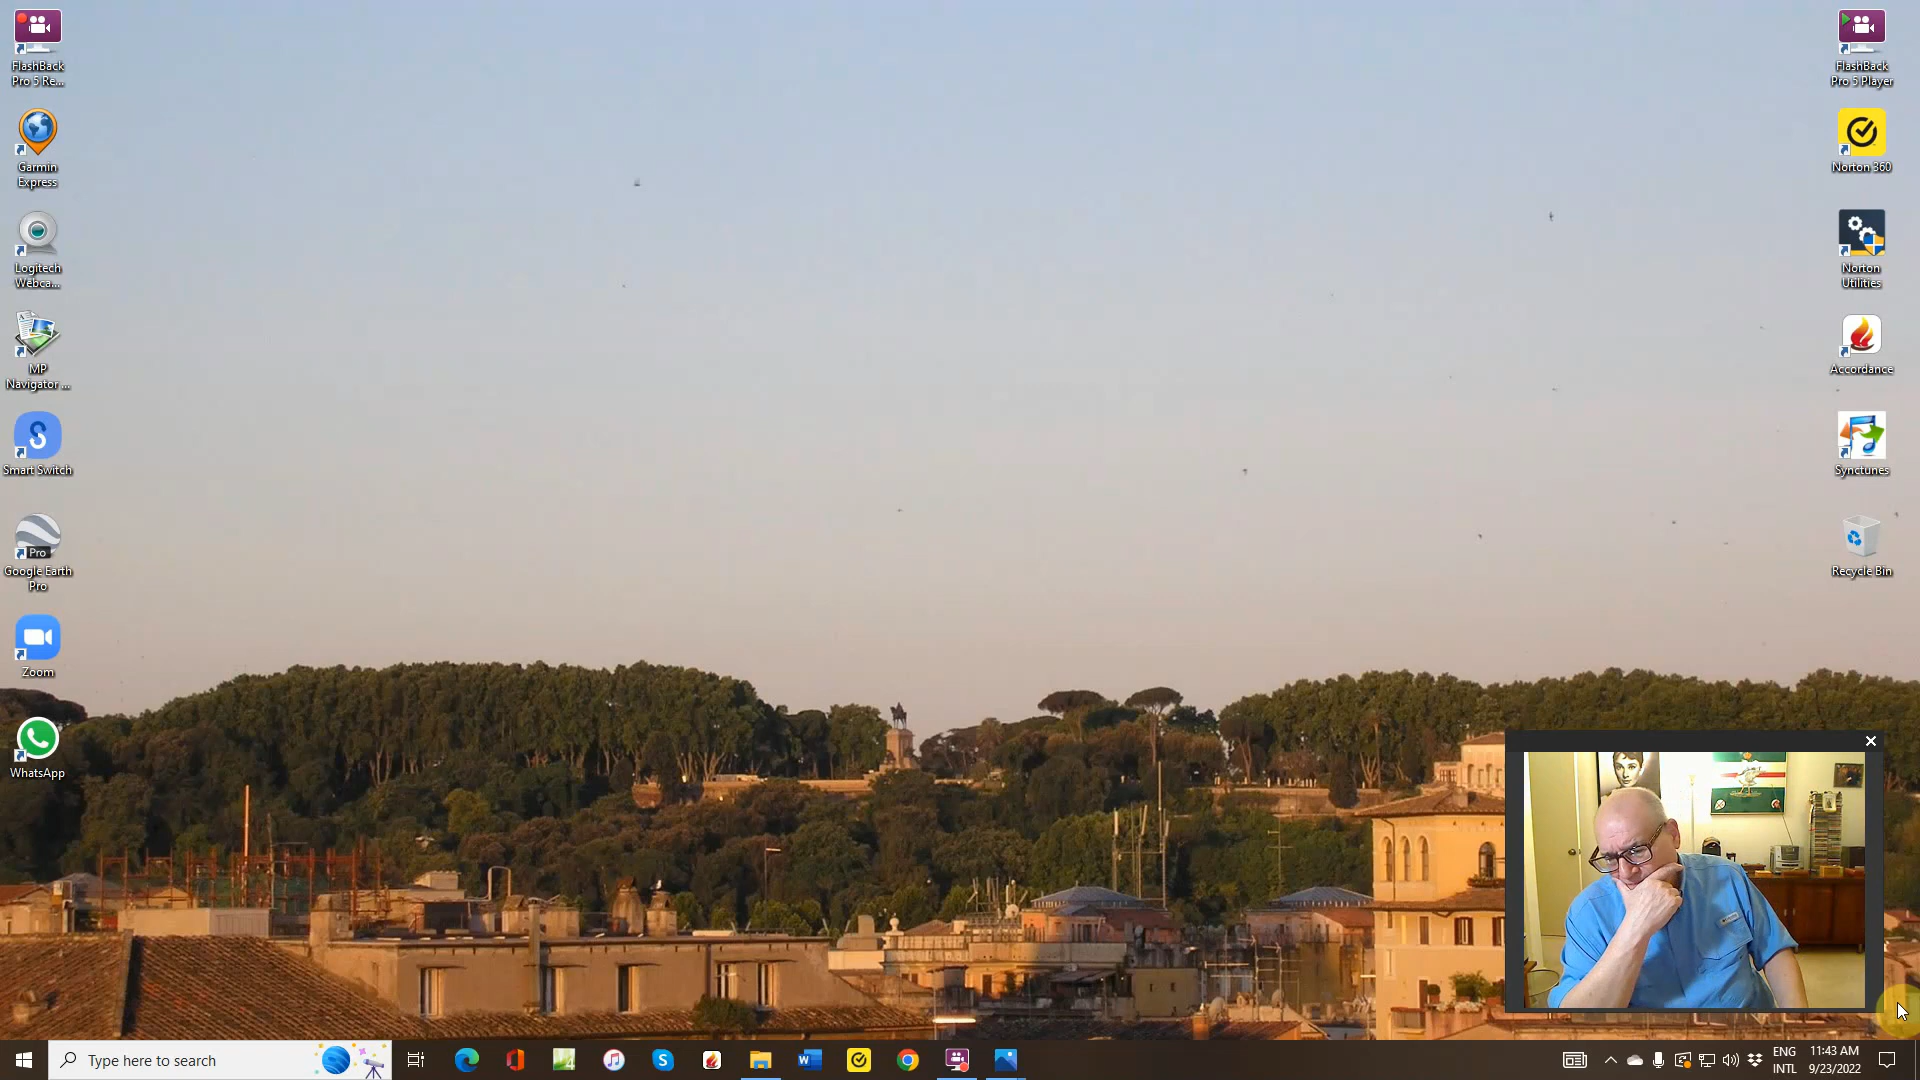 FlashBack
Pro 5 Re...
Garmin
Express
Logitech
Webca...
MP
Navigator ...
Smart Switch
Pro
Google Earth
Pro
Zoom
WhatsApp
FlashBack
Pro 5 Player
Norton 360
Norton
Utilities
Accordance
Synctunes
Recycle Bin
Type here to search
ENG
INTL
11:43 AM
9/23/2022